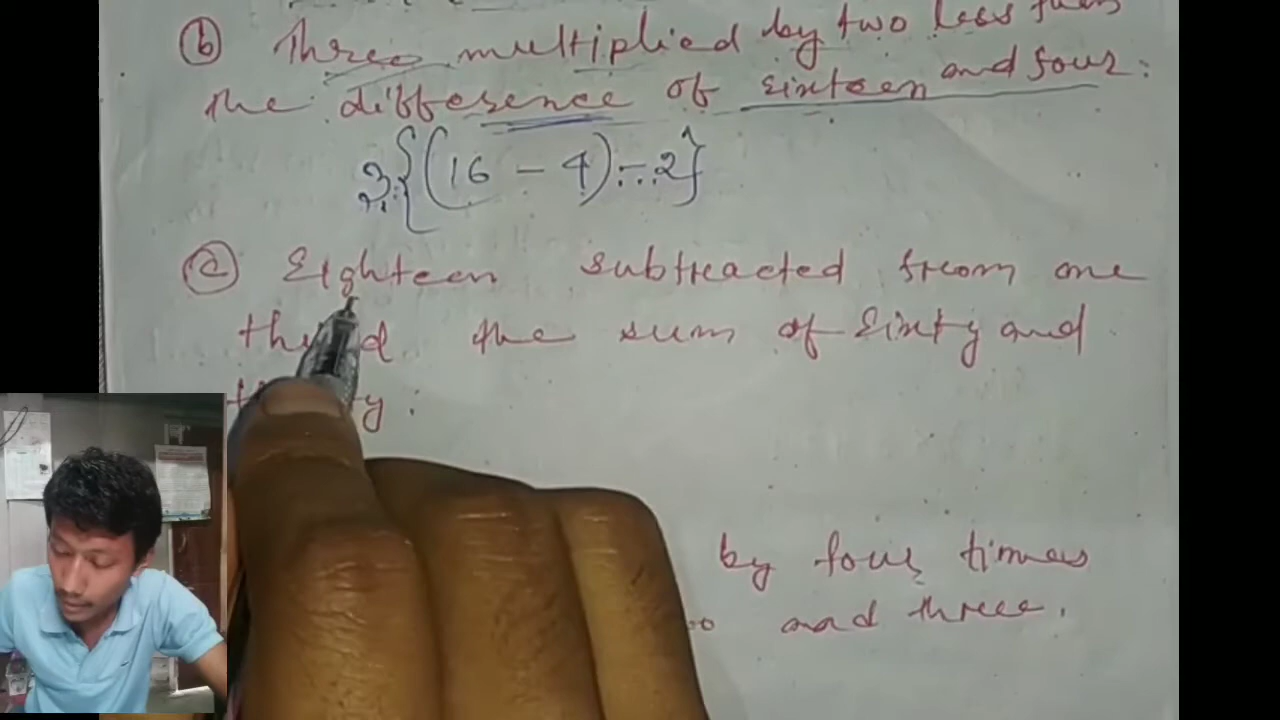 (b) Three multiplied by two less than
the difference of sixteen and four:
3{(16 - 4) - 2}
(c) Eighteen subtracted from one
third the sum of sixty and
by four times
and three.